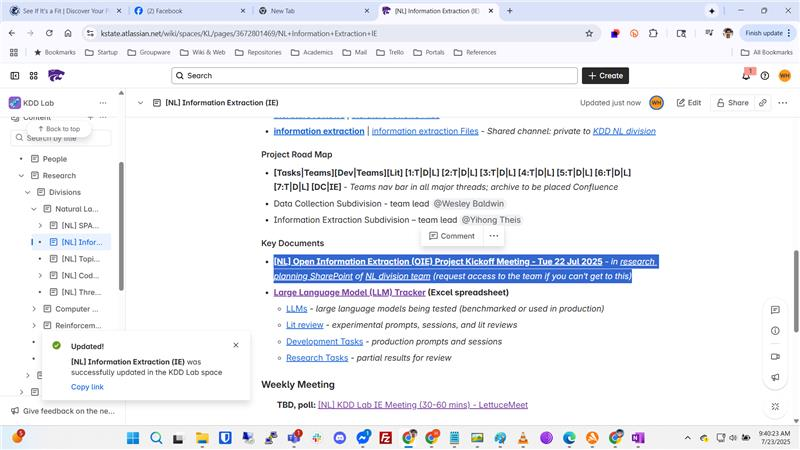 See If It's a Fit | Discover Your P
(2) Facebook
New Tab
[NL] Information Extraction (IE)
kstate.atlassian.net/wiki/spaces/KL/pages/3672801469/NL+Information+Extraction+IE
Finish update
Bookmarks
Startup
Groupware
Wiki & Web
Repositories
Academics
Mail
Trello
Portals
References
All Bookmarks
Search
Create
1
WH
KDD Lab
[NL] Information Extraction (IE)
Updated just now
WH
Edit
Share
Content
Back to top
Search by title
People
Research
Divisions
Natural La...
[NL] SPA...
[NL] Infor...
[NL] Topi...
[NL] Cod...
[NL] Thre...
Computer ...
Reinforcem...
information extraction | information extraction Files - Shared channel: private to KDD NL division
Project Road Map
[Tasks|Teams][Dev|Teams][Lit] [1:T|D|L] [2:T|D|L] [3:T|D|L] [4:T|D|L] [5:T|D|L] [6:T|D|L]
[7:T|D|L] [DC|IE] - Teams nav bar in all major threads; archive to be placed Confluence
Data Collection Subdivision - team lead @Wesley Baldwin
Information Extraction Subdivision – team lead @Yihong Theis
Comment
Key Documents
[NL] Open Information Extraction (OIE) Project Kickoff Meeting - Tue 22 Jul 2025 - in research
planning SharePoint of NL division team (request access to the team if you can't get to this)
Large Language Model (LLM) Tracker (Excel spreadsheet)
LLMs - large language models being tested (benchmarked or used in production)
Lit review - experimental prompts, sessions, and lit reviews
Development Tasks - production prompts and sessions
Research Tasks - partial results for review
Weekly Meeting
TBD, poll: [NL] KDD Lab IE Meeting (30-60 mins) - LettuceMeet
Updated!
[NL] Information Extraction (IE) was
successfully updated in the KDD Lab space
Copy link
Give feedback on the ne...
9:40:23 AM
7/23/2025